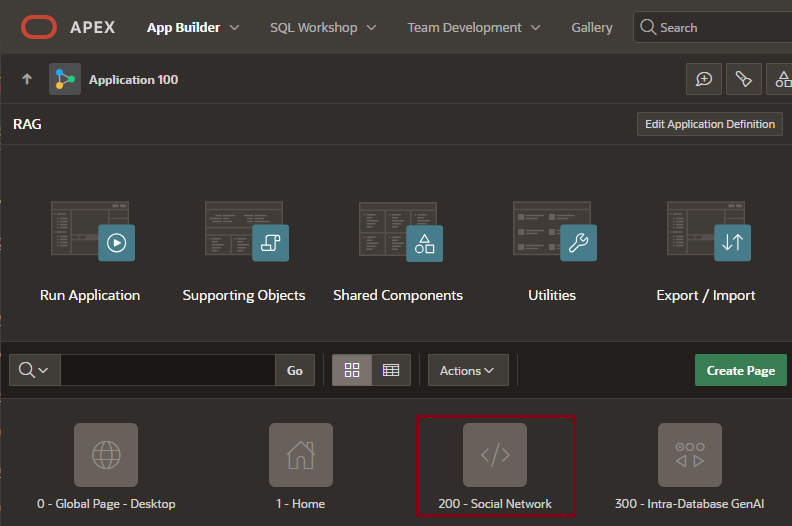 APEX App Builder SQL Workshop Team Development Gallery Search
Application 100
RAG Edit Application Definition
Run Application Supporting Objects Shared Components Utilities Export / Import
Go Actions Create Page
0 - Global Page - Desktop 1 - Home 200 - Social Network 300 - Intra-Database GenAI